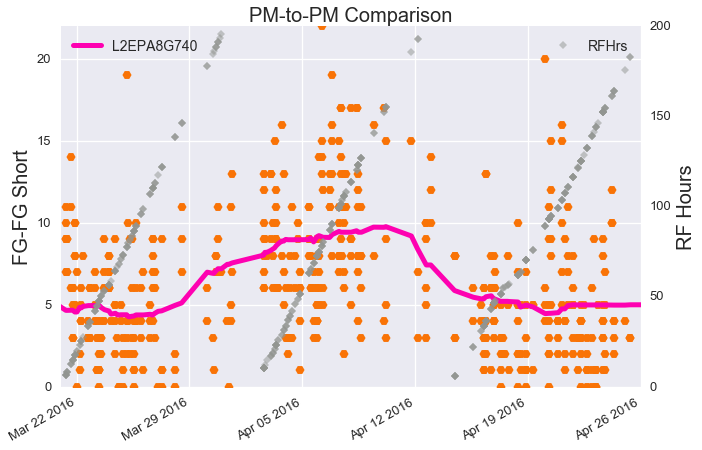 PM-to-PM Comparison
L2EPA8G740
RFHrs
FG-FG Short
RF Hours
20
15
10
5
0
200
150
100
50
0
Mar 22 2016
Mar 29 2016
Apr 05 2016
Apr 12 2016
Apr 19 2016
Apr 26 2016